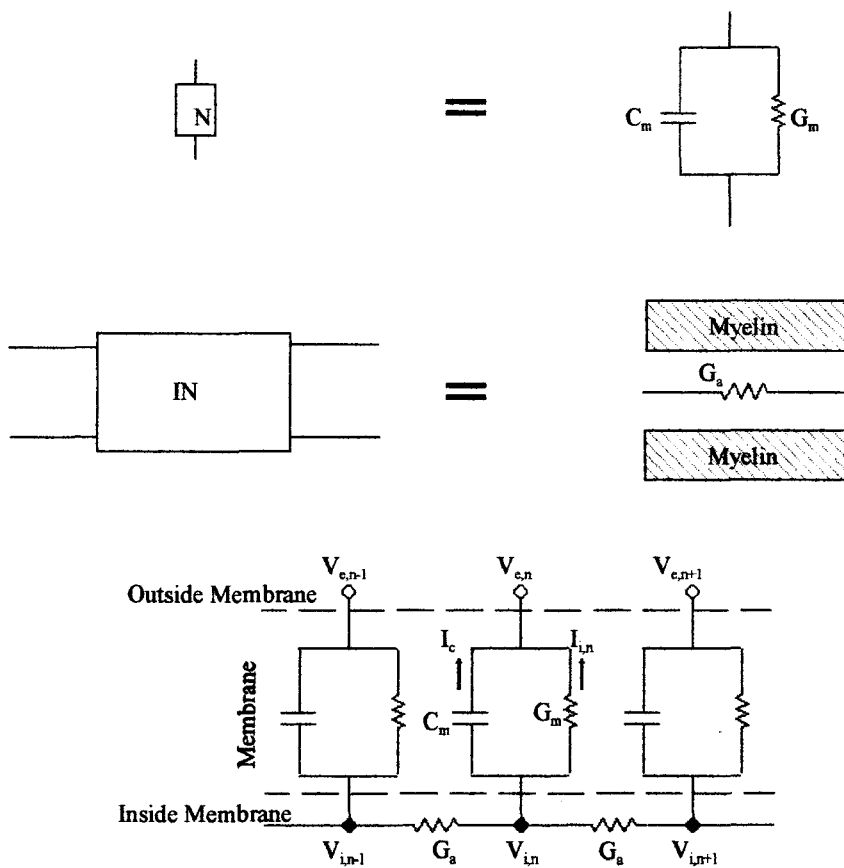 N
=
C_m
G_m
IN
=
Myelin
G_a
Myelin
V_e,n-1
V_e,n
V_e,n+1
Outside Membrane
I_c
I_i,n
Membrane
C_m
G_m
Inside Membrane
V_i,n-1
G_a
V_i,n
G_a
V_i,n+1